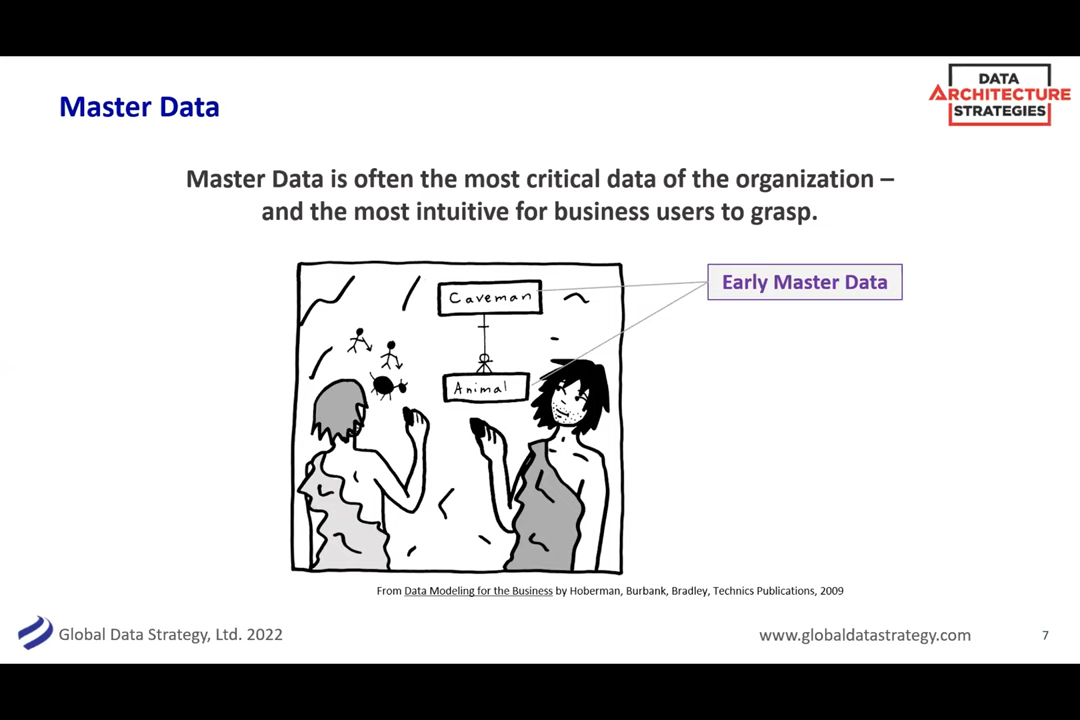 DATA
ARCHITECTURE
STRATEGIES
Master Data
Master Data is often the most critical data of the organization –
and the most intuitive for business users to grasp.
Caveman
Early Master Data
Animal
From Data Modeling for the Business by Hoberman, Burbank, Bradley, Technics Publications, 2009
Global Data Strategy, Ltd. 2022
www.globaldatastrategy.com
7